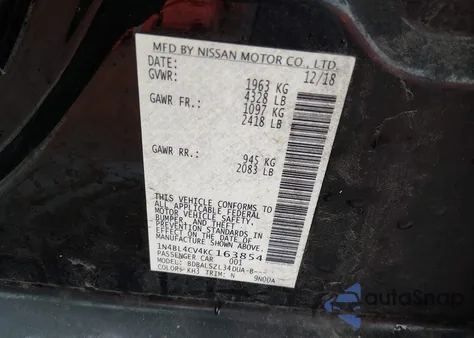 MFD BY NISSAN MOTOR CO., LTD.
DATE: 12/18
GVWR: 1963 KG
4328 LB
GAWR FR.: 1097 KG
2418 LB
GAWR RR.: 945 KG
2083 LB
THIS VEHICLE CONFORMS TO
ALL APPLICABLE FEDERAL
MOTOR VEHICLE SAFETY,
BUMPER, AND THEFT
PREVENTION STANDARDS IN
EFFECT ON THE DATE OF
MANUFACTURE SHOWN ABOVE.
1N4BL4CV4KC163854
PASSENGER CAR 001
MODEL: BDBALSZL34DUA-B---
COLOR: KH3 TRIM: N 9N00A
autoSnap